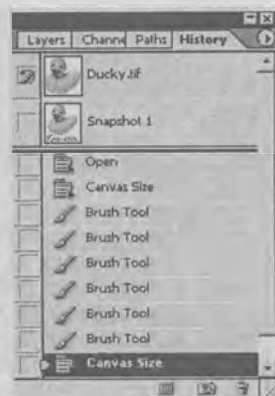 Layers Channe Paths History
Ducky.tif
Snapshot 1
Open
Canvas Size
Brush Tool
Brush Tool
Brush Tool
Brush Tool
Brush Tool
Brush Tool
Canvas Size